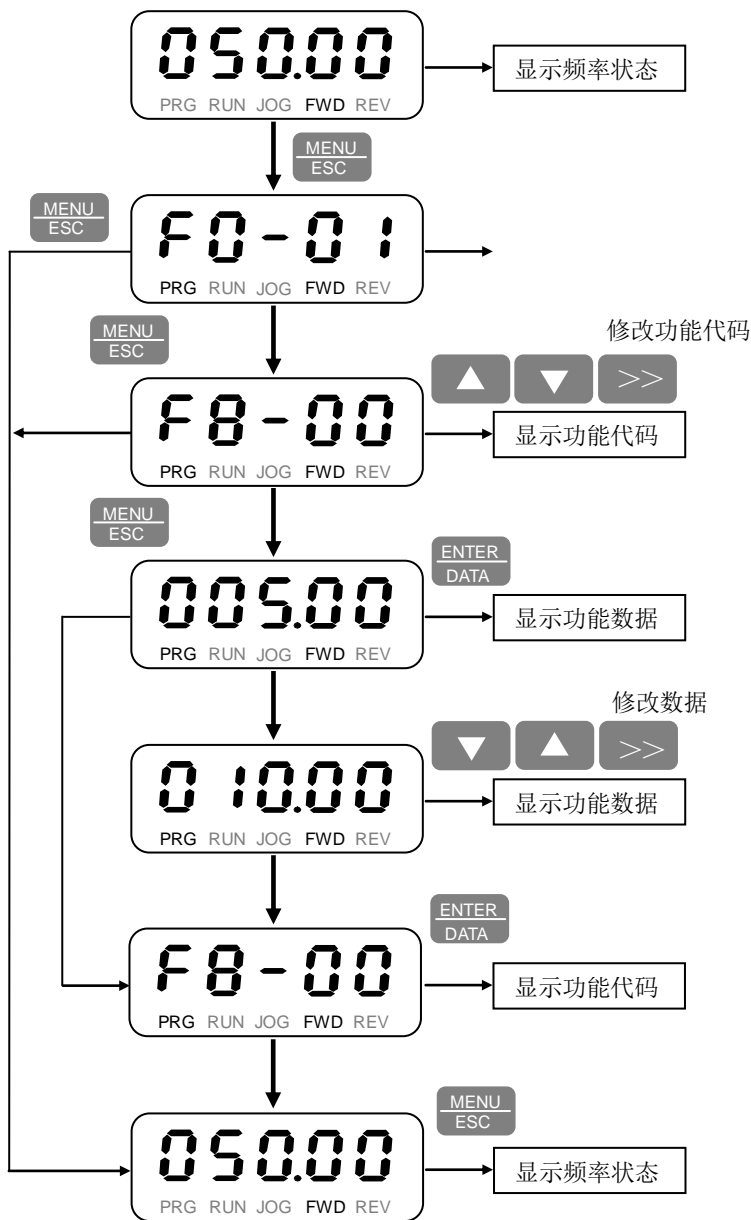 050.00
显示频率状态
PRG RUN JOG FWD REV
MENU
ESC
MENU
ESC
F0-01
PRG RUN JOG FWD REV
MENU
ESC
修改功能代码
▲ ▼ >>
F8-00
显示功能代码
PRG RUN JOG FWD REV
MENU
ESC
ENTER
DATA
005.00
显示功能数据
PRG RUN JOG FWD REV
修改数据
▼ ▲ >>
010.00
显示功能数据
PRG RUN JOG FWD REV
ENTER
DATA
F8-00
显示功能代码
PRG RUN JOG FWD REV
MENU
ESC
050.00
显示频率状态
PRG RUN JOG FWD REV